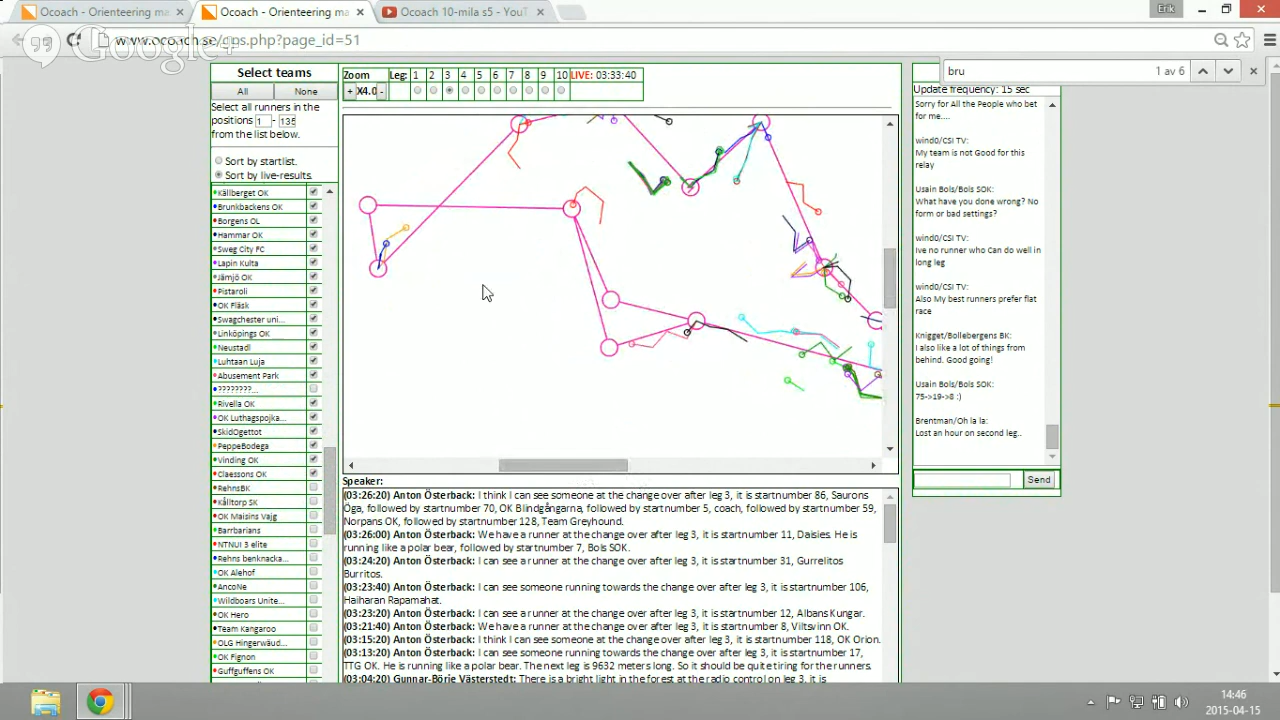 Ocoach - Orienteering ma
Ocoach - Orienteering ma
Ocoach 10-mila s5 - YouT
Erik
www.ocoach.se/gps.php?page_id=51
Google+
bru
1 av 6
Select teams
All
None
Select all runners in the
positions 1 - 135
from the list below.
Sort by startlist.
Sort by live-results.
Källberget OK
Brunkbackens OK
Borgens OL
Hammar OK
Sweg City FC
Lapin Kulta
Jämjö OK
Pistaroli
OK Fläsk
Swagchester uni...
Linköpings OK
Neustadl
Luhtaan Luja
Abusement Park
????????...
Rivella OK
OK Luthagspojka...
SkidOgettot
PeppeBodega
Vinding OK
Claessons OK
RehnsBK
Kålltorp SK
OK Maisins Vajg
Barrbarians
NTNUI 3 elite
Rehns benknacka...
OK Alehof
AncoNe
Wildboars Unite...
OK Hero
Team Kangaroo
OLG Hingerwäud...
OK Fignon
Guffguffens OK
Zoom
+ X4.0 -
Leg: 1 2 3 4 5 6 7 8 9 10
LIVE: 03:33:40
Speaker:
(03:26:20) Anton Österback: I think I can see someone at the change over after leg 3, it is startnumber 86, Saurons
Öga, followed by startnumber 70, OK Blindgångarna, followed by startnumber 5, coach, followed by startnumber 59,
Norpans OK, followed by startnumber 128, Team Greyhound.
(03:26:00) Anton Österback: We have a runner at the change over after leg 3, it is startnumber 11, Daisies. He is
running like a polar bear, followed by startnumber 7, Bois SOK.
(03:24:20) Anton Österback: I can see a runner at the change over after leg 3, it is startnumber 31, Gurrelitos
Burritos.
(03:23:40) Anton Österback: I can see someone running towards the change over after leg 3, it is startnumber 106,
Haiharan Rapamahat.
(03:23:20) Anton Österback: I can see a runner at the change over after leg 3, it is startnumber 12, Albans Kungar.
(03:21:40) Anton Österback: We have a runner at the change over after leg 3, it is startnumber 8, Viltsvinn OK.
(03:15:20) Anton Österback: I think I can see someone at the change over after leg 3, it is startnumber 118, OK Orion.
(03:13:20) Anton Österback: I can see a runner at the change over after leg 3, it is startnumber 17,
TTG OK. He is running like a polar bear. The next leg is 9632 meters long. So it should be quite tiring for the runners.
(03:04:20) Gunnar-Börje Västerstedt: There is a bright light in the forest at the radio control on leg 3, it is
Update frequency: 15 sec
Sorry for All the People who bet
for me....
wind0/CSI TV:
My team is not Good for this
relay
Usain Bois/Bois SOK:
What have you done wrong? No
form or bad settings?
wind0/CSI TV:
Ive no runner who Can do well in
long leg
wind0/CSI TV:
Also My best runners prefer flat
race
Knigget/Bollebergens BK:
I also like a lot of things from
behind. Good going!
Usain Bois/Bois SOK:
75->19->8 :)
Brentman/Oh la la:
Lost an hour on second leg..
Send
14:46
2015-04-15